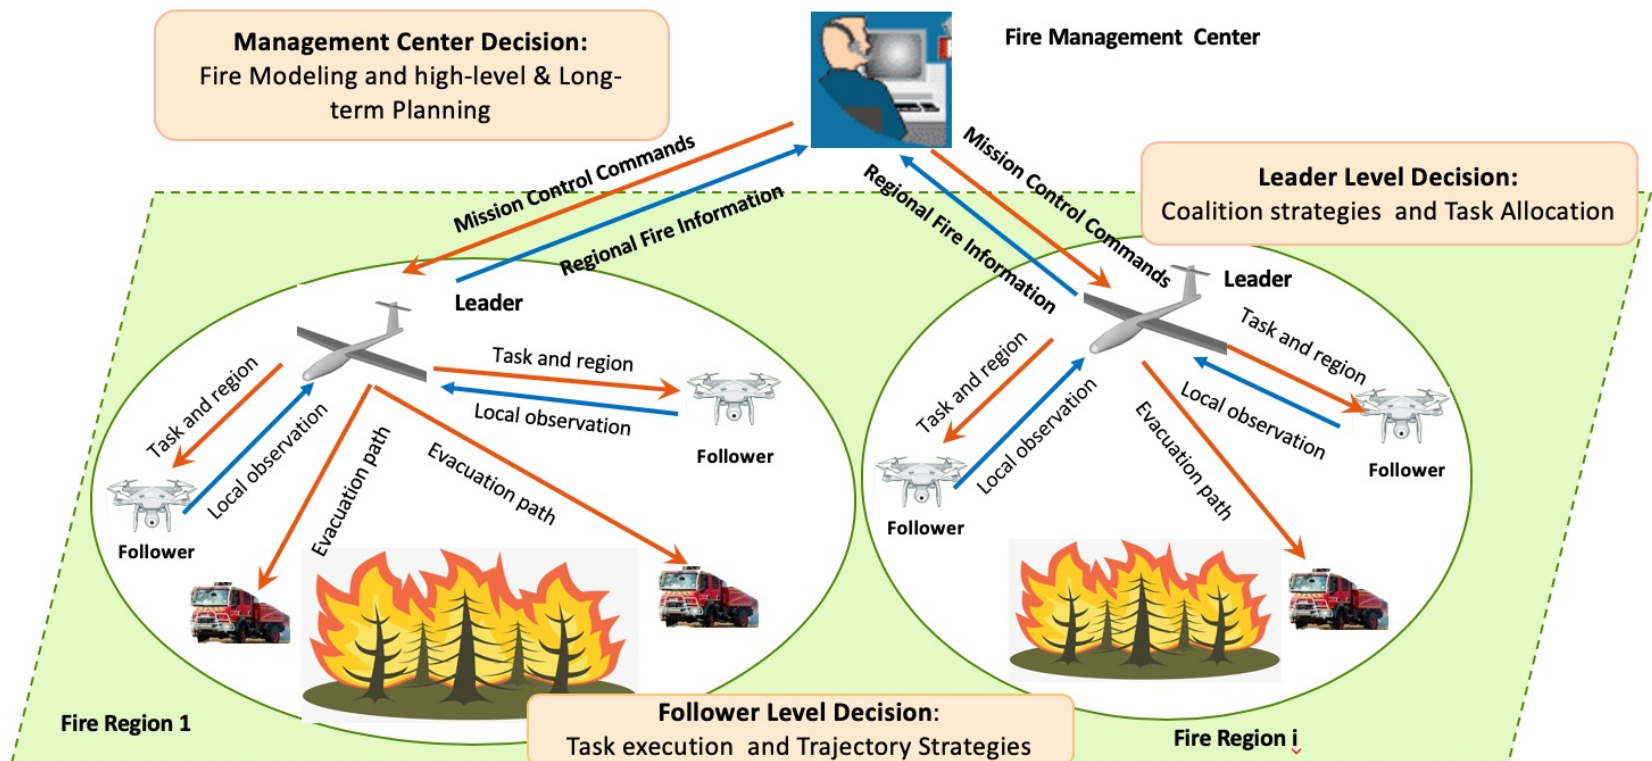 Management Center Decision:
Fire Modeling and high-level & Long-
term Planning
Fire Management Center
Mission Control Commands
Regional Fire Information
Mission Control Commands
Regional Fire Information
Leader Level Decision:
Coalition strategies and Task Allocation
Leader
Task and region
Local observation
Task and region
Local observation
Follower
Follower
Evacuation path
Evacuation path
Fire Region 1
Leader
Task and region
Local observation
Task and region
Local observation
Follower
Follower
Evacuation path
Fire Region i
Follower Level Decision:
Task execution and Trajectory Strategies